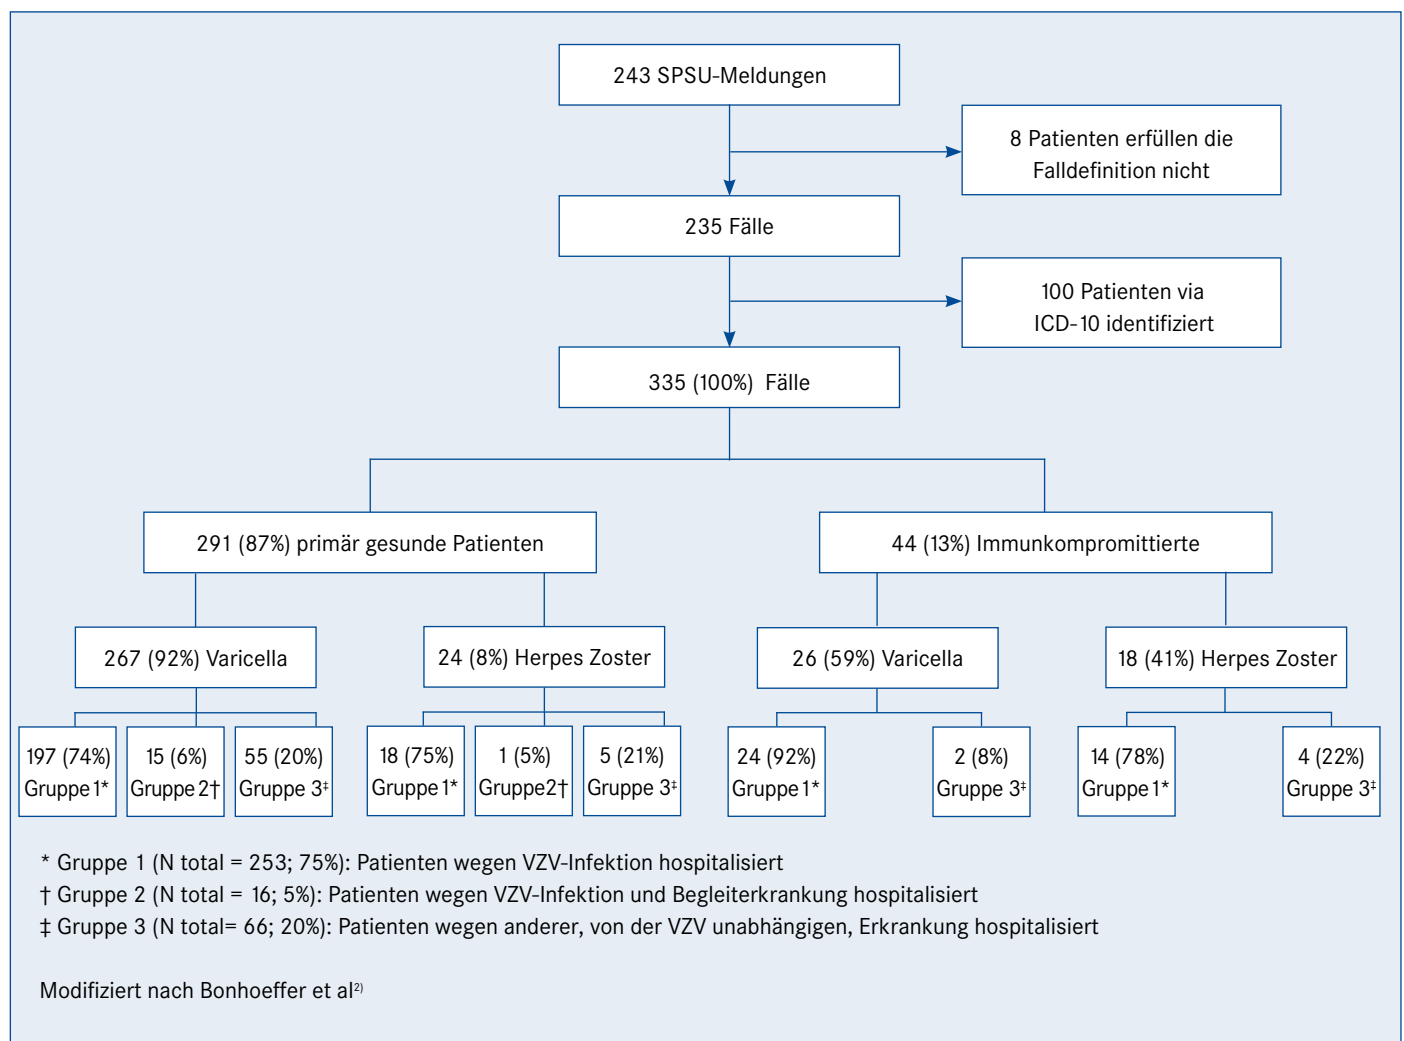 243 SPSU-Meldungen
8 Patienten erfüllen die
Falldefinition nicht
235 Fälle
100 Patienten via
ICD-10 identifiziert
335 (100%) Fälle
291 (87%) primär gesunde Patienten
44 (13%) Immunkompromittierte
267 (92%) Varicella
24 (8%) Herpes Zoster
26 (59%) Varicella
18 (41%) Herpes Zoster
197 (74%)
Gruppe 1*
15 (6%)
Gruppe 2†
55 (20%)
Gruppe 3‡
18 (75%)
Gruppe 1*
1 (5%)
Gruppe2†
5 (21%)
Gruppe 3‡
24 (92%)
Gruppe 1*
2 (8%)
Gruppe 3‡
14 (78%)
Gruppe 1*
4 (22%)
Gruppe 3‡
* Gruppe 1 (N total = 253; 75%): Patienten wegen VZV-Infektion hospitalisiert
† Gruppe 2 (N total = 16; 5%): Patienten wegen VZV-Infektion und Begleiterkrankung hospitalisiert
‡ Gruppe 3 (N total= 66; 20%): Patienten wegen anderer, von der VZV unabhängigen, Erkrankung hospitalisiert
Modifiziert nach Bonhoeffer et al2)